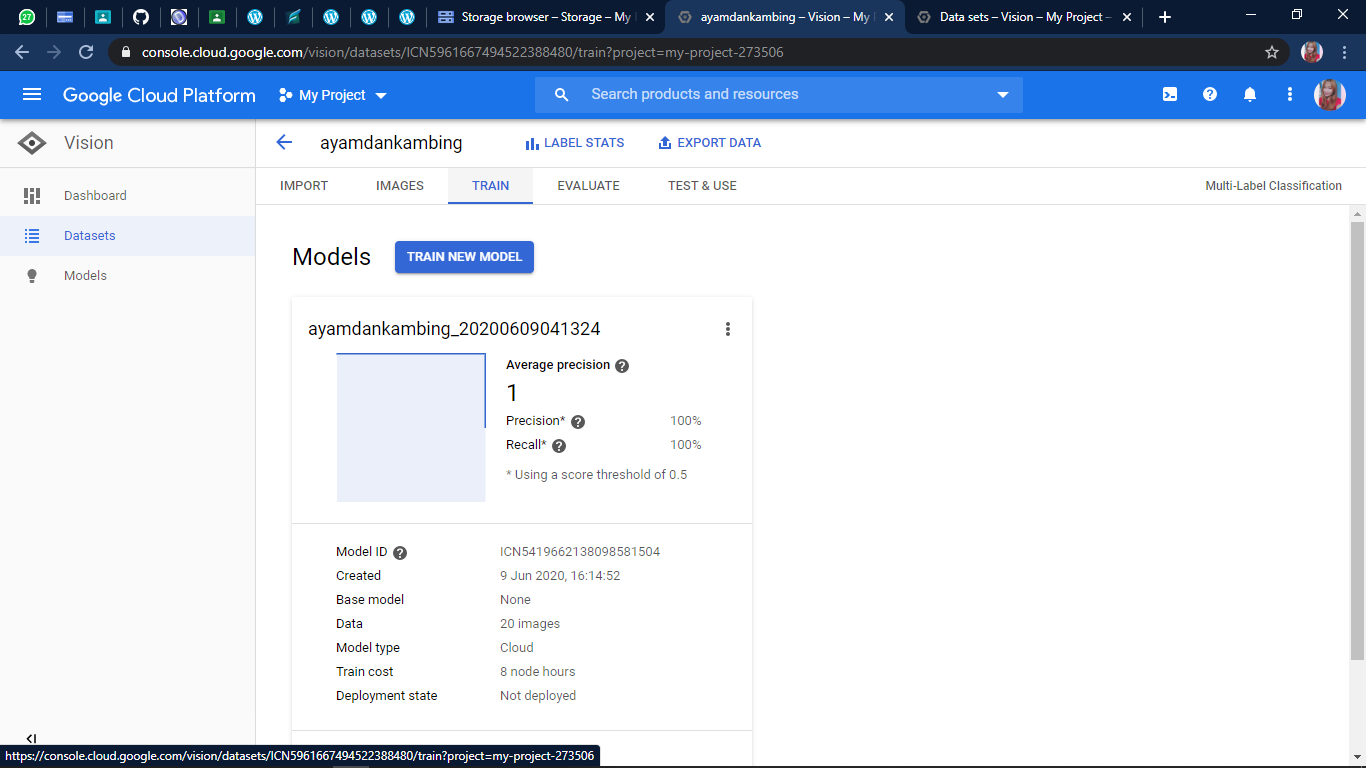 27
Storage browser – Storage – My
ayamdankambing – Vision – My
Data sets – Vision – My Project –
console.cloud.google.com/vision/datasets/ICN5961667494522388480/train?project=my-project-273506
Google Cloud Platform
My Project
Search products and resources
Vision
ayamdankambing
LABEL STATS
EXPORT DATA
IMPORT
IMAGES
TRAIN
EVALUATE
TEST & USE
Multi-Label Classification
Dashboard
Datasets
Models
Models
TRAIN NEW MODEL
ayamdankambing_20200609041324
Average precision
1
Precision* 100%
Recall* 100%
* Using a score threshold of 0.5
Model ID ICN5419662138098581504
Created 9 Jun 2020, 16:14:52
Base model None
Data 20 images
Model type Cloud
Train cost 8 node hours
Deployment state Not deployed
https://console.cloud.google.com/vision/datasets/ICN5961667494522388480/train?project=my-project-273506